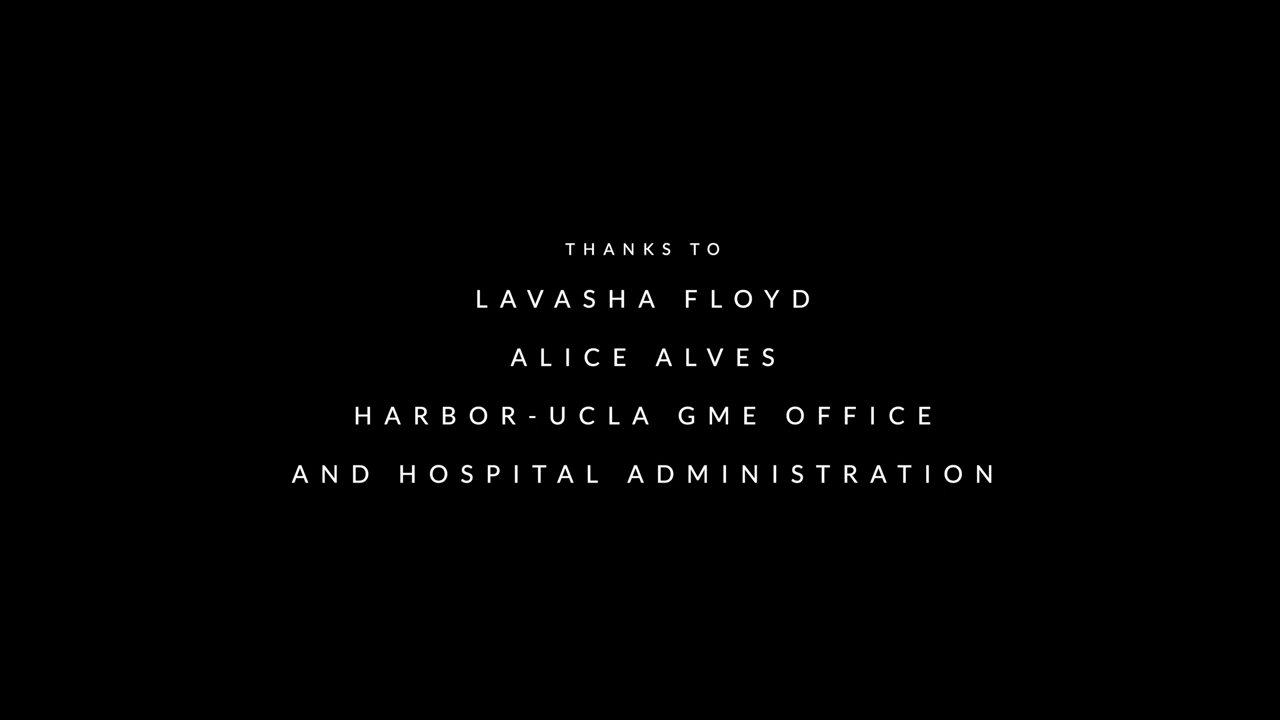 THANKS TO
LAVASHA FLOYD
ALICE ALVES
HARBOR-UCLA GME OFFICE
AND HOSPITAL ADMINISTRATION